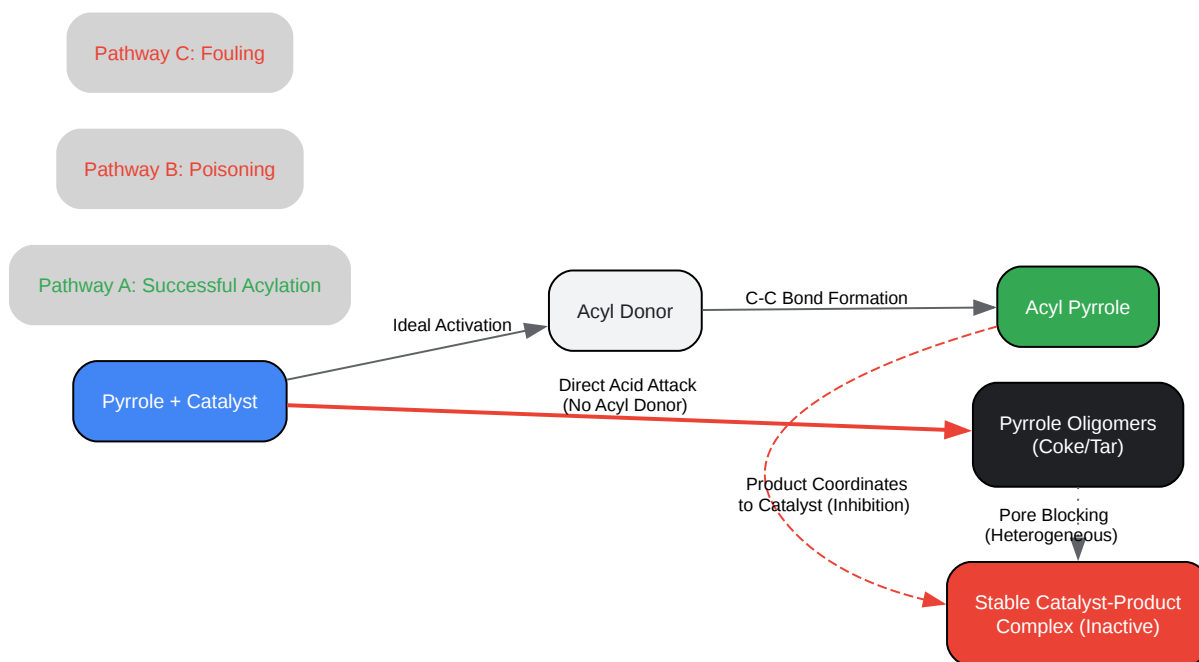 Pathway C: Fouling
Pathway B: Poisoning
Pathway A: Successful Acylation
Pyrrole + Catalyst
Ideal Activation
Acyl Donor
C-C Bond Formation
Acyl Pyrrole
Direct Acid Attack
(No Acyl Donor)
Pyrrole Oligomers
(Coke/Tar)
Product Coordinates
to Catalyst (Inhibition)
Pore Blocking
(Heterogeneous)
Stable Catalyst-Product
Complex (Inactive)